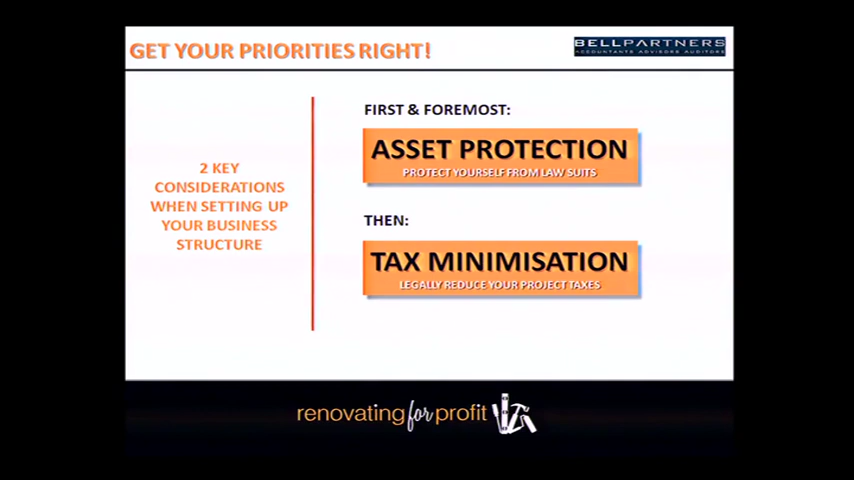 GET YOUR PRIORITIES RIGHT!
BELLPARTNERS
ACCOUNTANTS ADVISORS AUDITORS
2 KEY
CONSIDERATIONS
WHEN SETTING UP
YOUR BUSINESS
STRUCTURE
FIRST & FOREMOST:
ASSET PROTECTION
PROTECT YOURSELF FROM LAW SUITS
THEN:
TAX MINIMISATION
LEGALLY REDUCE YOUR PROJECT TAXES
renovating for profit